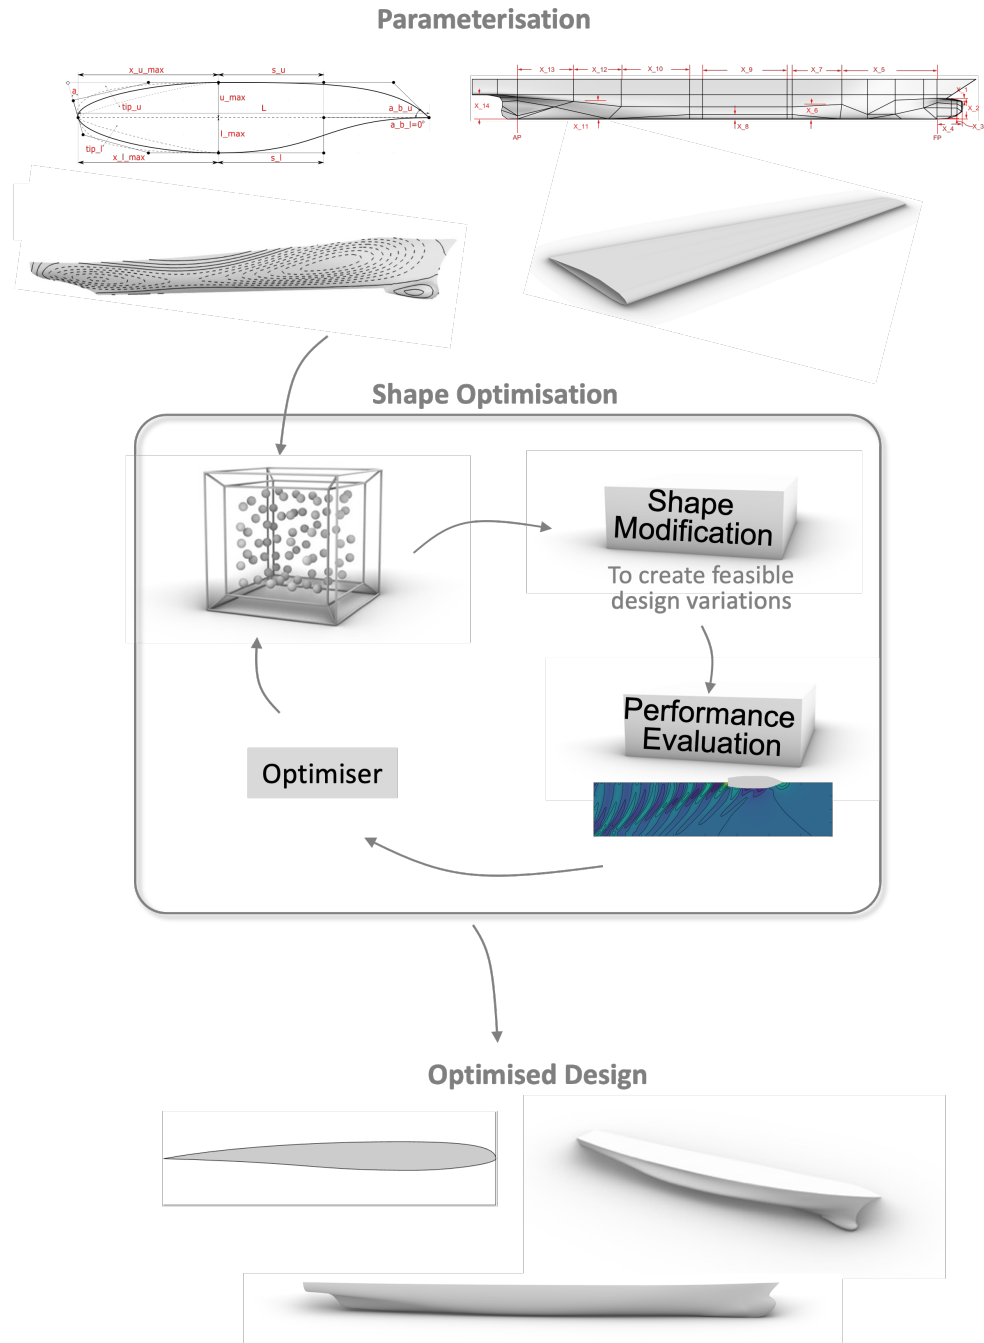 Parameterisation
x_u_max
s_u
a
tip_u
u_max
L
a_b_u
a_b_l=0°
l_max
tip_l
x_l_max
s_l
X_13
X_12
X_10
X_9
X_7
X_5
X_14
X_6
X_2
X_11
X_8
X_4
X_3
AP
FP
Shape Optimisation
Shape
Modification
To create feasible
design variations
Performance
Evaluation
Optimiser
Optimised Design